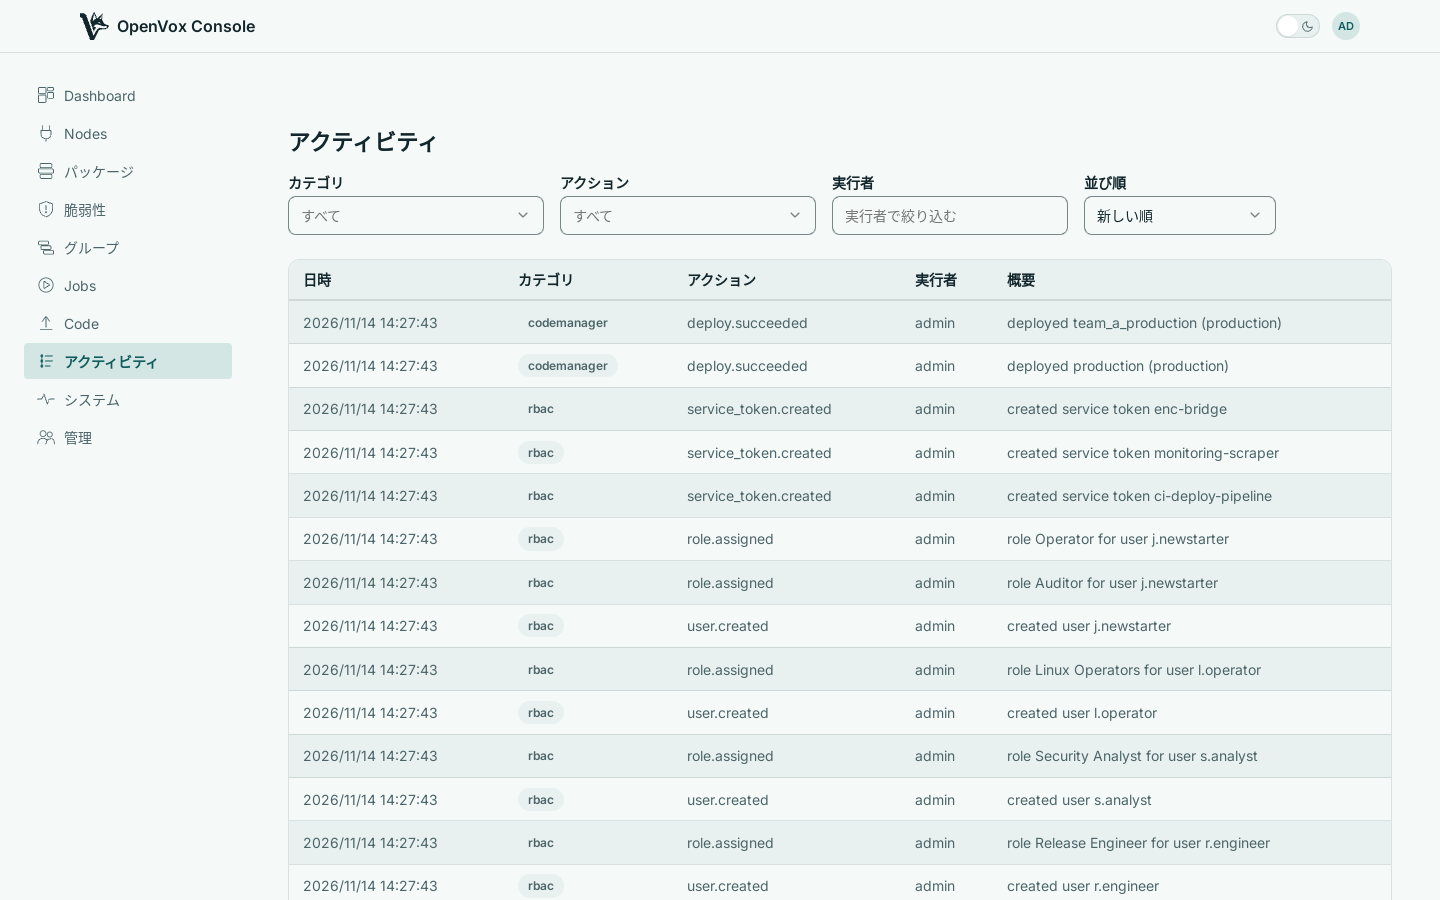 OpenVox Console
AD
Dashboard
Nodes
パッケージ
脆弱性
グループ
Jobs
Code
アクティビティ
システム
管理
アクティビティ
カテゴリ アクション 実行者 並び順
すべて すべて 実行者で絞り込む 新しい順
日時 カテゴリ アクション 実行者 概要
2026/11/14 14:27:43 codemanager deploy.succeeded admin deployed team_a_production (production)
2026/11/14 14:27:43 codemanager deploy.succeeded admin deployed production (production)
2026/11/14 14:27:43 rbac service_token.created admin created service token enc-bridge
2026/11/14 14:27:43 rbac service_token.created admin created service token monitoring-scraper
2026/11/14 14:27:43 rbac service_token.created admin created service token ci-deploy-pipeline
2026/11/14 14:27:43 rbac role.assigned admin role Operator for user j.newstarter
2026/11/14 14:27:43 rbac role.assigned admin role Auditor for user j.newstarter
2026/11/14 14:27:43 rbac user.created admin created user j.newstarter
2026/11/14 14:27:43 rbac role.assigned admin role Linux Operators for user l.operator
2026/11/14 14:27:43 rbac user.created admin created user l.operator
2026/11/14 14:27:43 rbac role.assigned admin role Security Analyst for user s.analyst
2026/11/14 14:27:43 rbac user.created admin created user s.analyst
2026/11/14 14:27:43 rbac role.assigned admin role Release Engineer for user r.engineer
2026/11/14 14:27:43 rbac user.created admin created user r.engineer